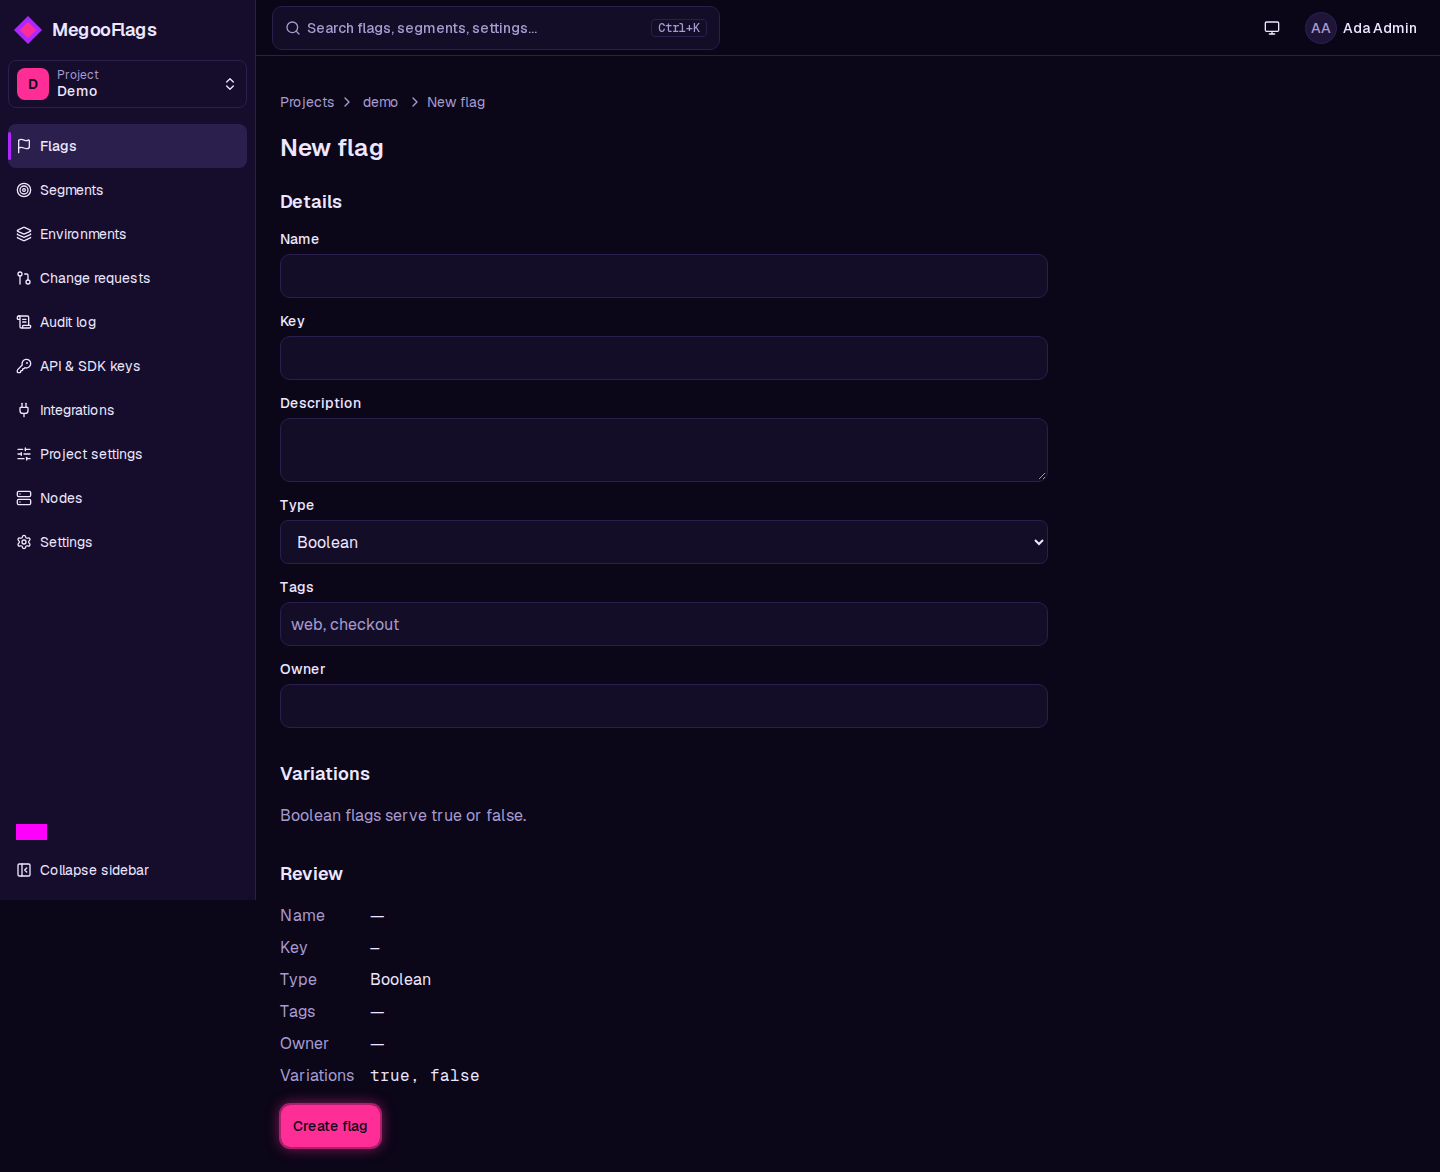 MegooFlags
Search flags, segments, settings...
Ctrl+K
AA
Ada Admin
D
Project
Demo
Flags
Segments
Environments
Change requests
Audit log
API & SDK keys
Integrations
Project settings
Nodes
Settings
Collapse sidebar
Projects > demo > New flag
New flag
Details
Name
Key
Description
Type
Boolean
Tags
web, checkout
Owner
Variations
Boolean flags serve true or false.
Review
Name —
Key —
Type Boolean
Tags —
Owner —
Variations true, false
Create flag